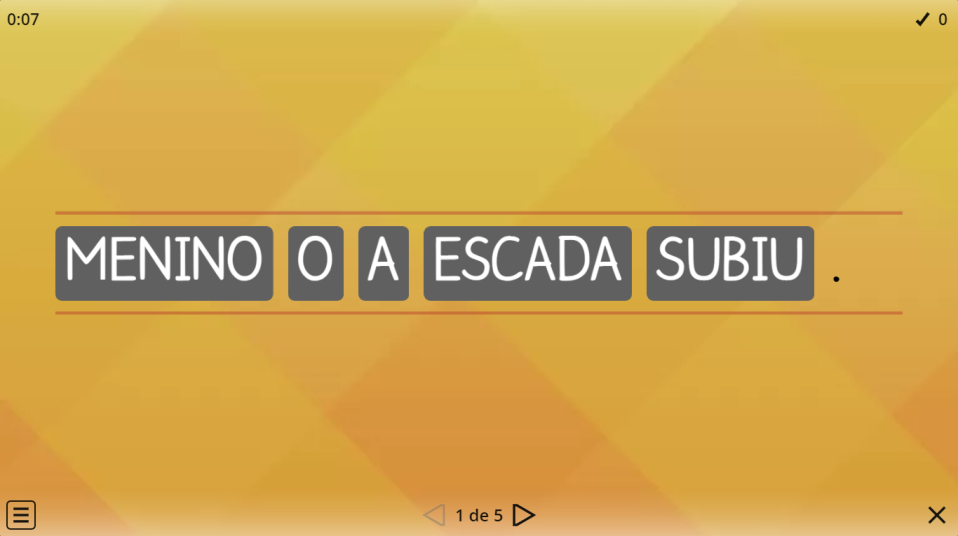 0:07
✓ 0
MENINO O A ESCADA SUBIU .
1 de 5